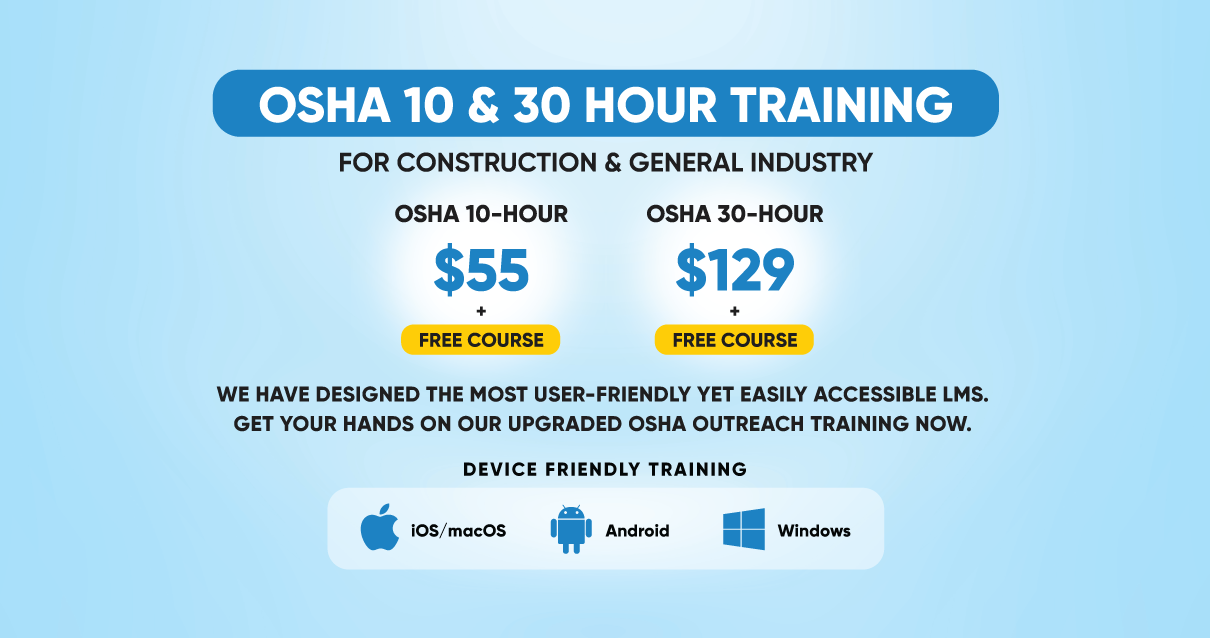 OSHA 10 & 30 HOUR TRAINING
FOR CONSTRUCTION & GENERAL INDUSTRY
OSHA 10-HOUR
$55
+
FREE COURSE
OSHA 30-HOUR
$129
+
FREE COURSE
WE HAVE DESIGNED THE MOST USER-FRIENDLY YET EASILY ACCESSIBLE LMS.
GET YOUR HANDS ON OUR UPGRADED OSHA OUTREACH TRAINING NOW.
DEVICE FRIENDLY TRAINING
iOS/macOS
Android
Windows